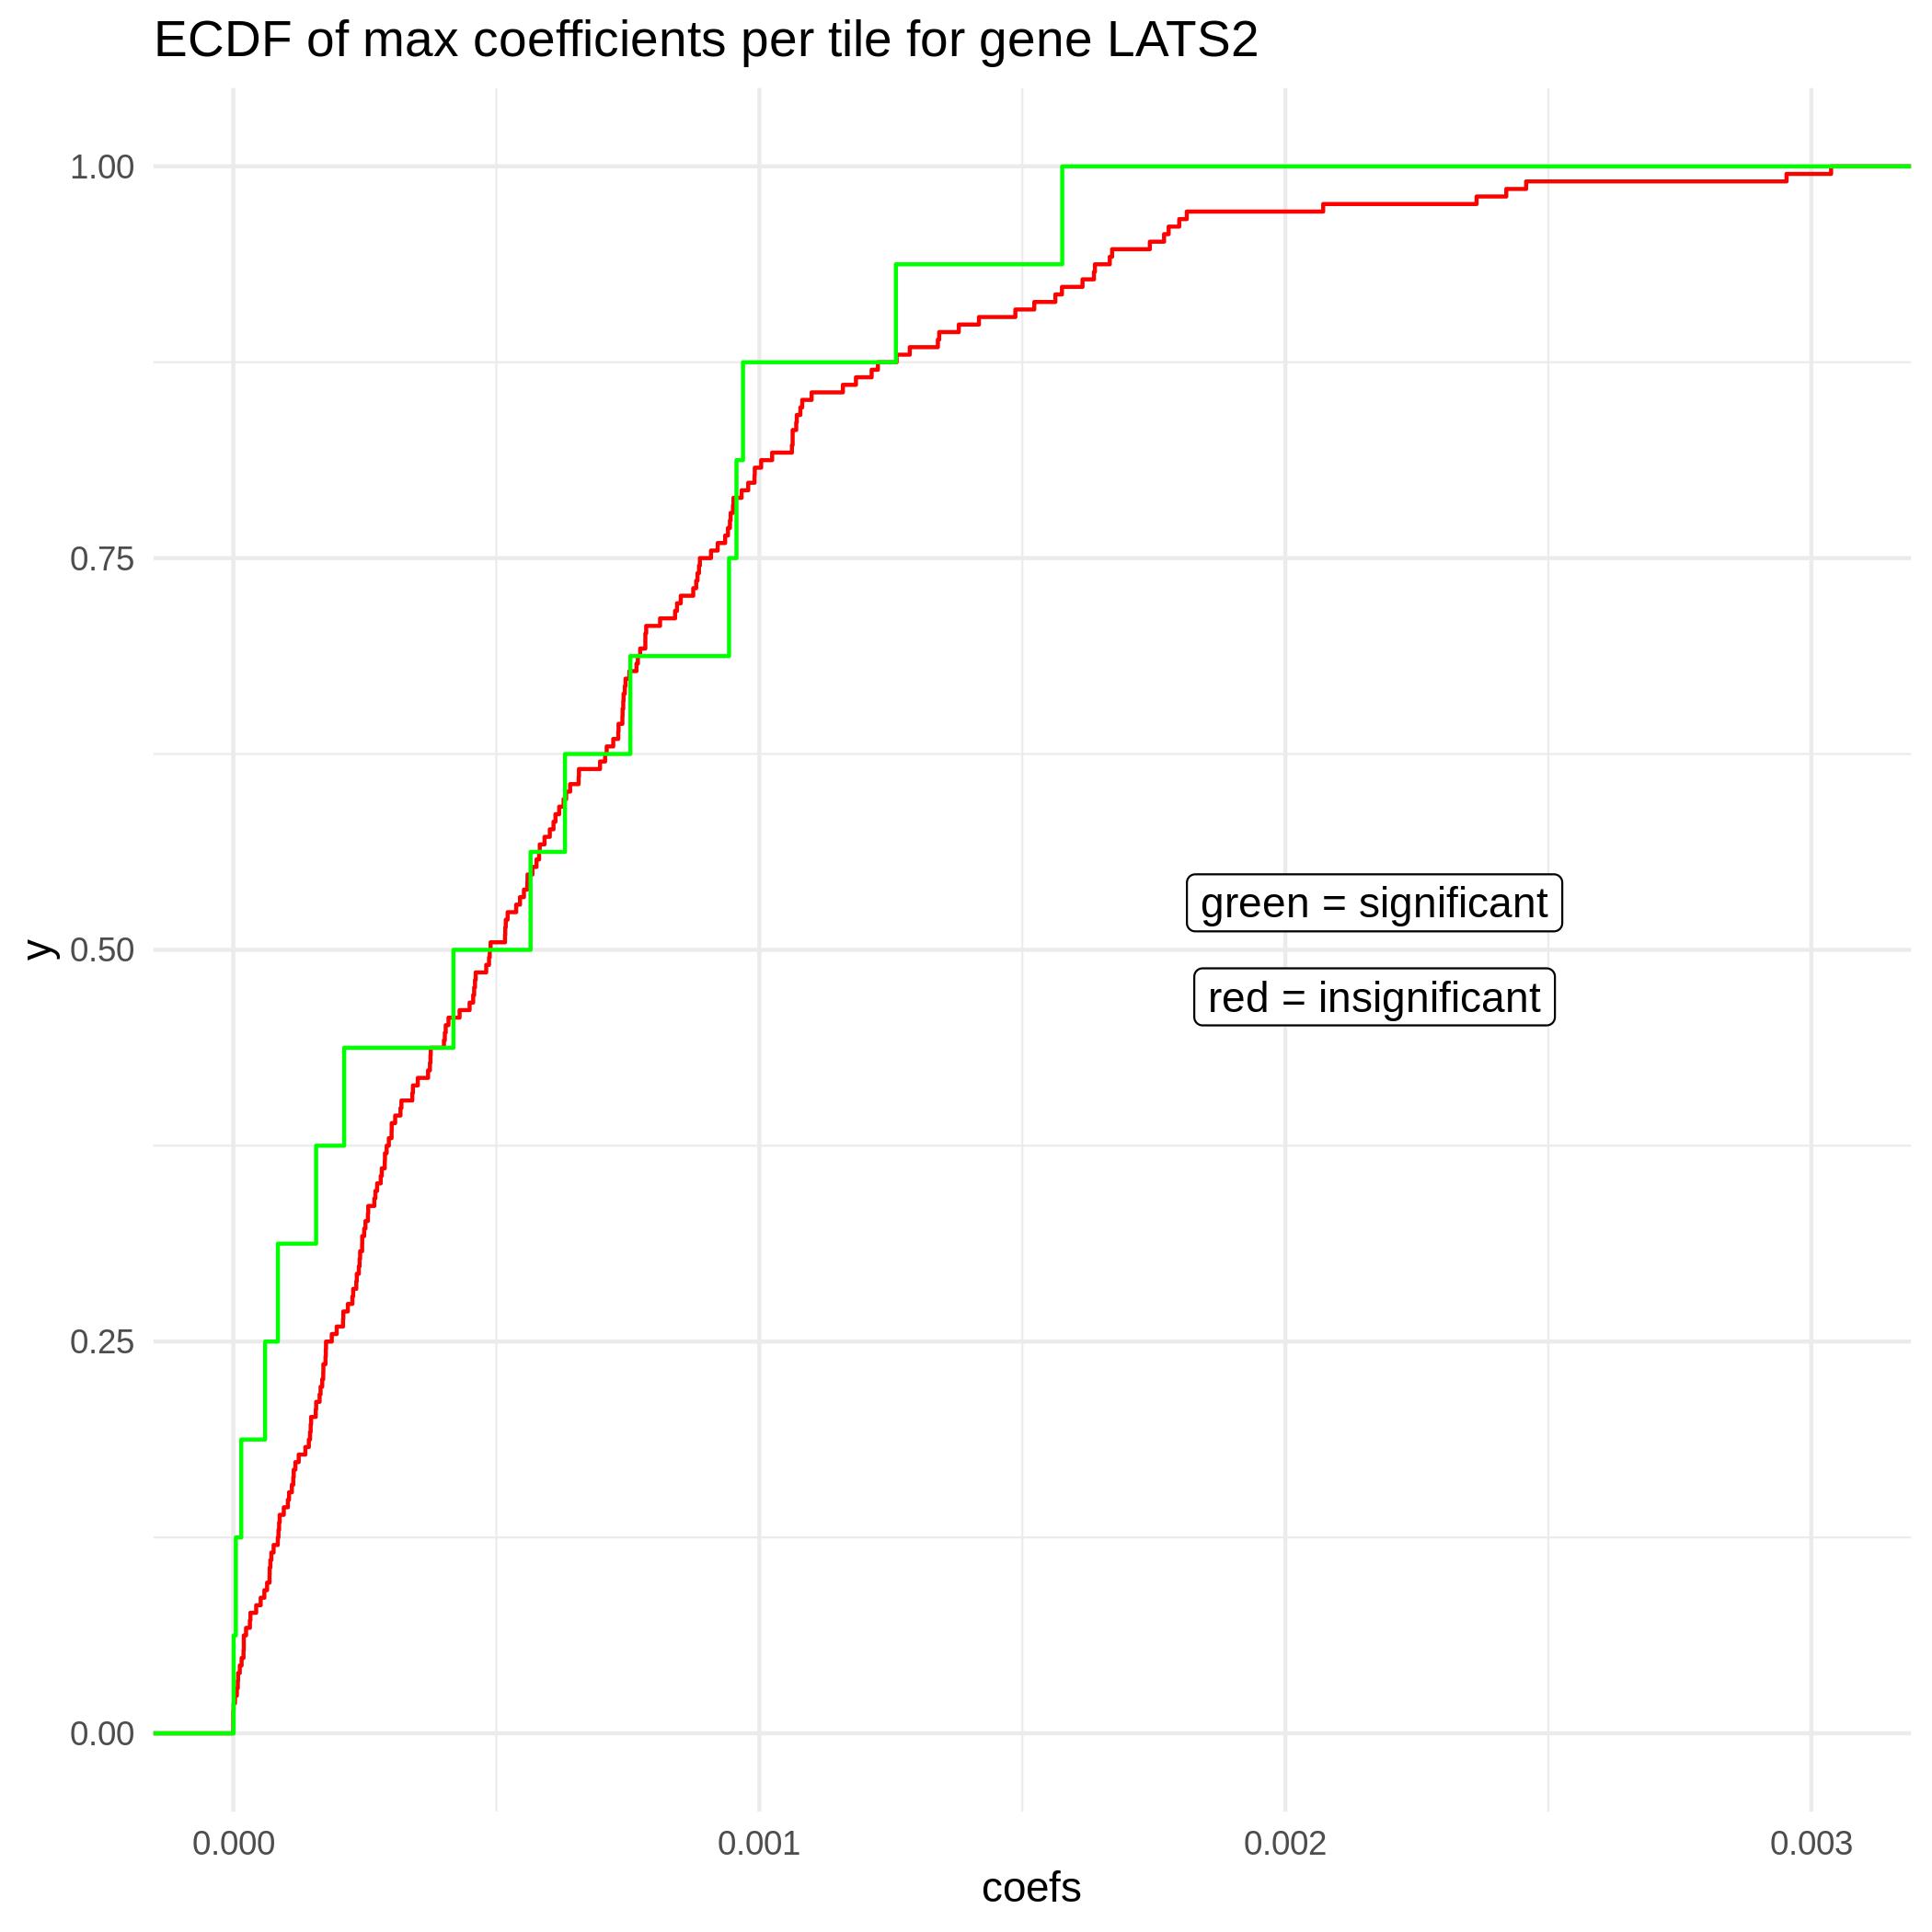 ECDF of max coefficients per tile for gene LATS2
1.00
0.75
0.50
0.25
0.00
y
green = significant
red = insignificant
0.000 0.001 0.002 0.003
coefs